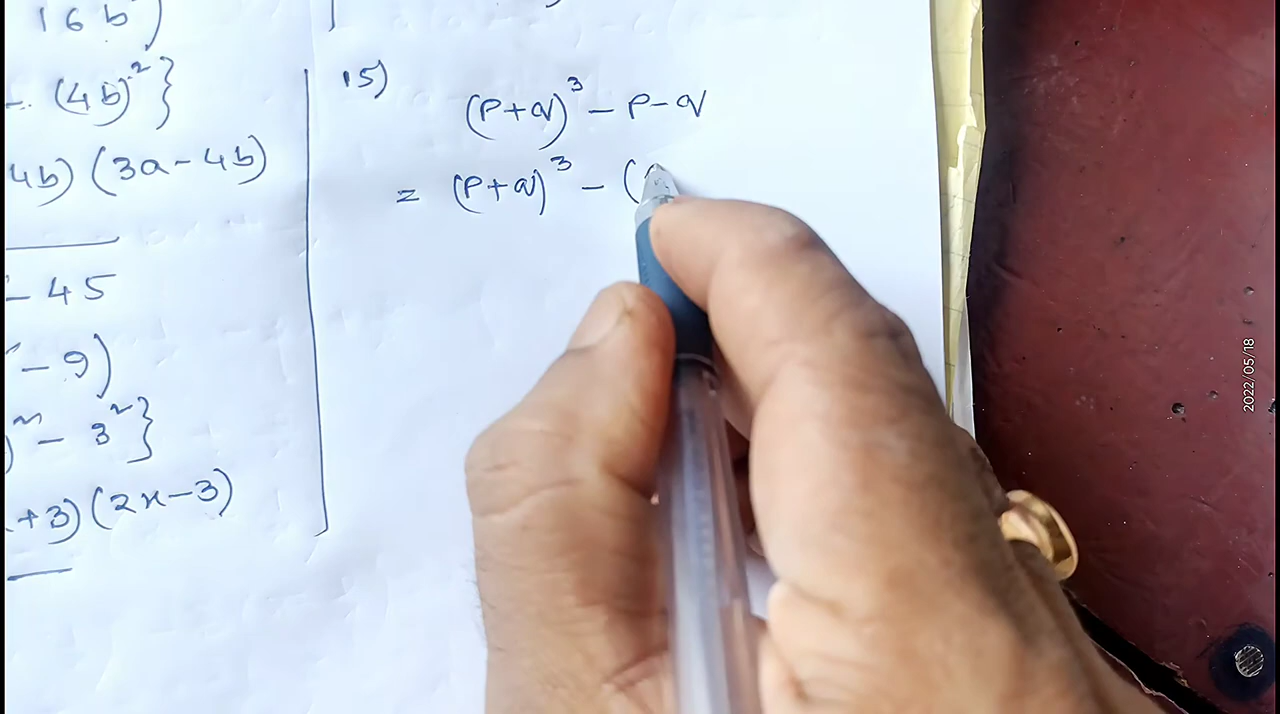 16b)
- (4b)²}
4b) (3a-4b)
- 45
- 9)
)² - 3²}
+3) (2x-3)
15)
(p+q)³ - p - q
= (p+q)³ - (
2022/05/18